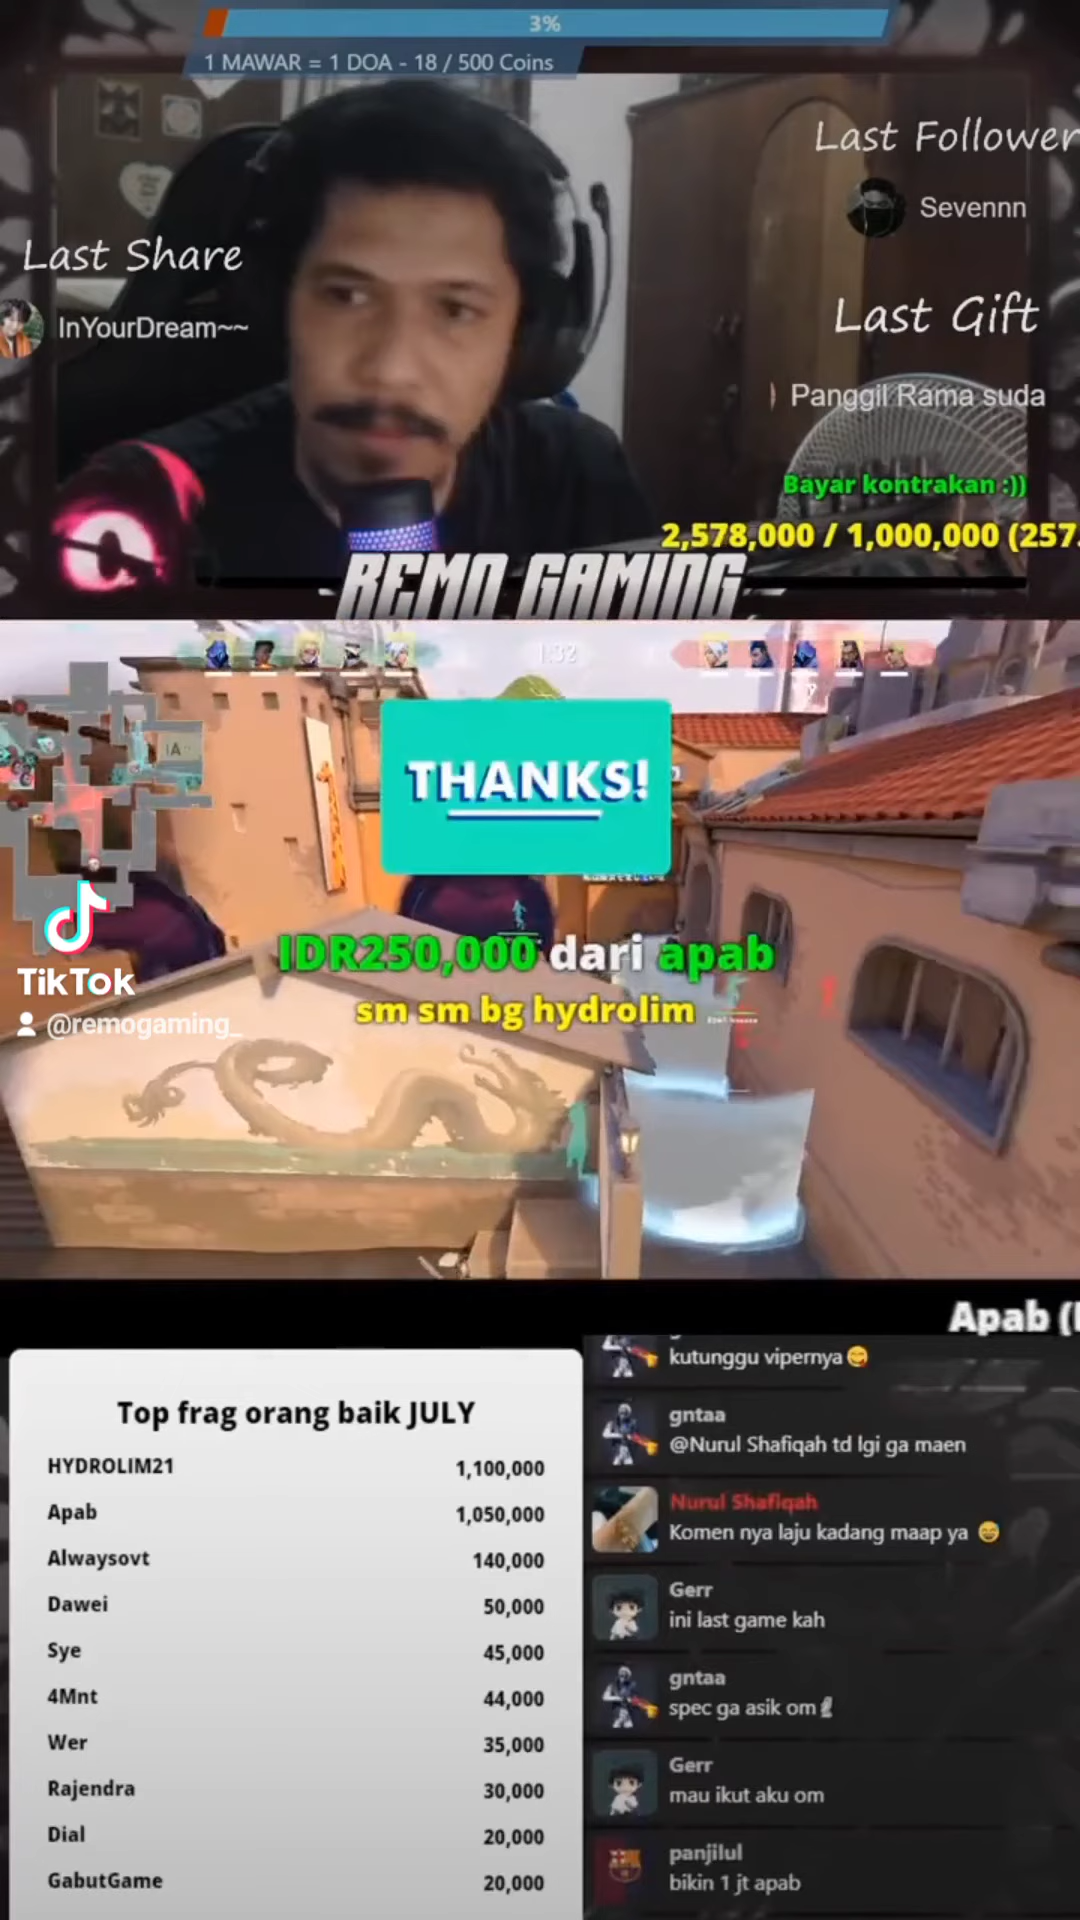 3%
1 MAWAR = 1 DOA - 18 / 500 Coins
Last Follower
Sevennn
Last Share
InYourDream~~
Last Gift
Panggil Rama suda
Bayar kontrakan :))
2,578,000 / 1,000,000 (257.
REMO GAMING
1:32
A
THANKS!
IDR250,000 dari apab
sm sm bg hydrolim
TikTok
@remogaming_
Apab (
kutunggu vipernya😋
gntaa
@Nurul Shafiqah td lgi ga maen
Nurul Shafiqah
Komen nya laju kadang maap ya 😅
Gerr
ini last game kah
gntaa
spec ga asik om
Gerr
mau ikut aku om
panjilul
bikin 1 jt apab
Top frag orang baik JULY
HYDROLIM21 1,100,000
Apab 1,050,000
Alwaysovt 140,000
Dawei 50,000
Sye 45,000
4Mnt 44,000
Wer 35,000
Rajendra 30,000
Dial 20,000
GabutGame 20,000